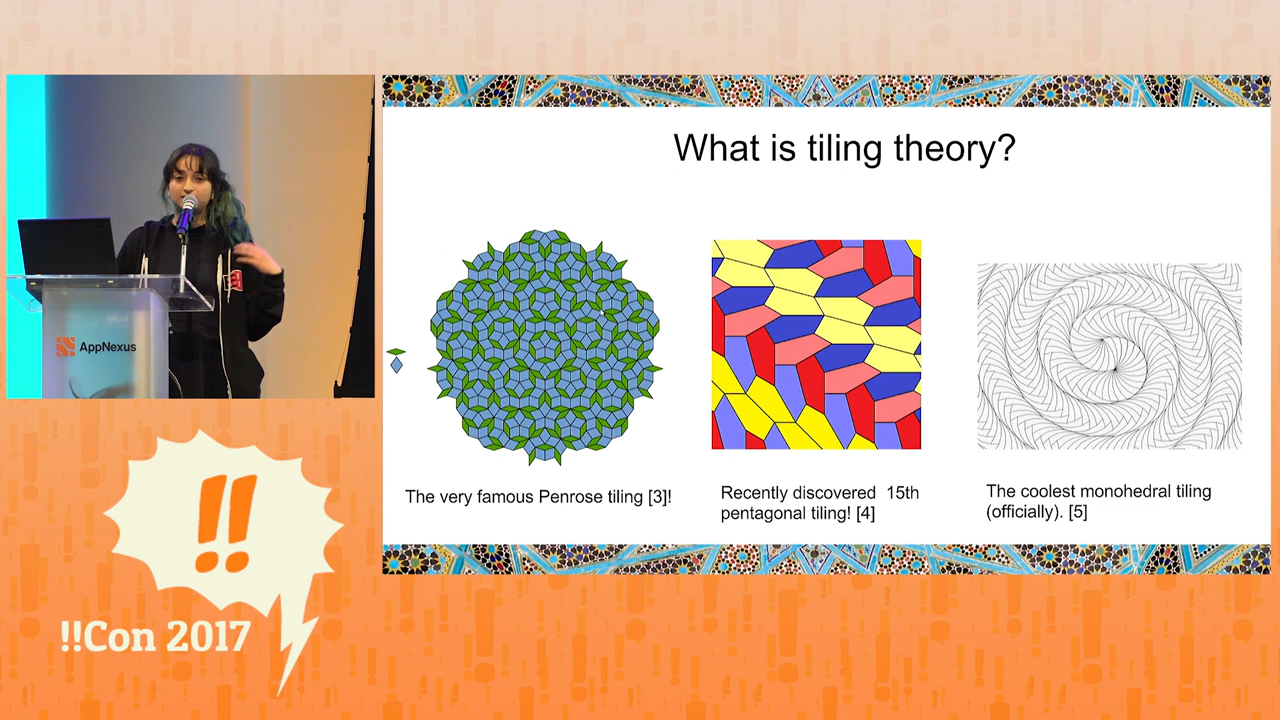 What is tiling theory?
The very famous Penrose tiling [3]!
Recently discovered 15th
pentagonal tiling! [4]
The coolest monohedral tiling
(officially). [5]
AppNexus
!!
!!Con 2017